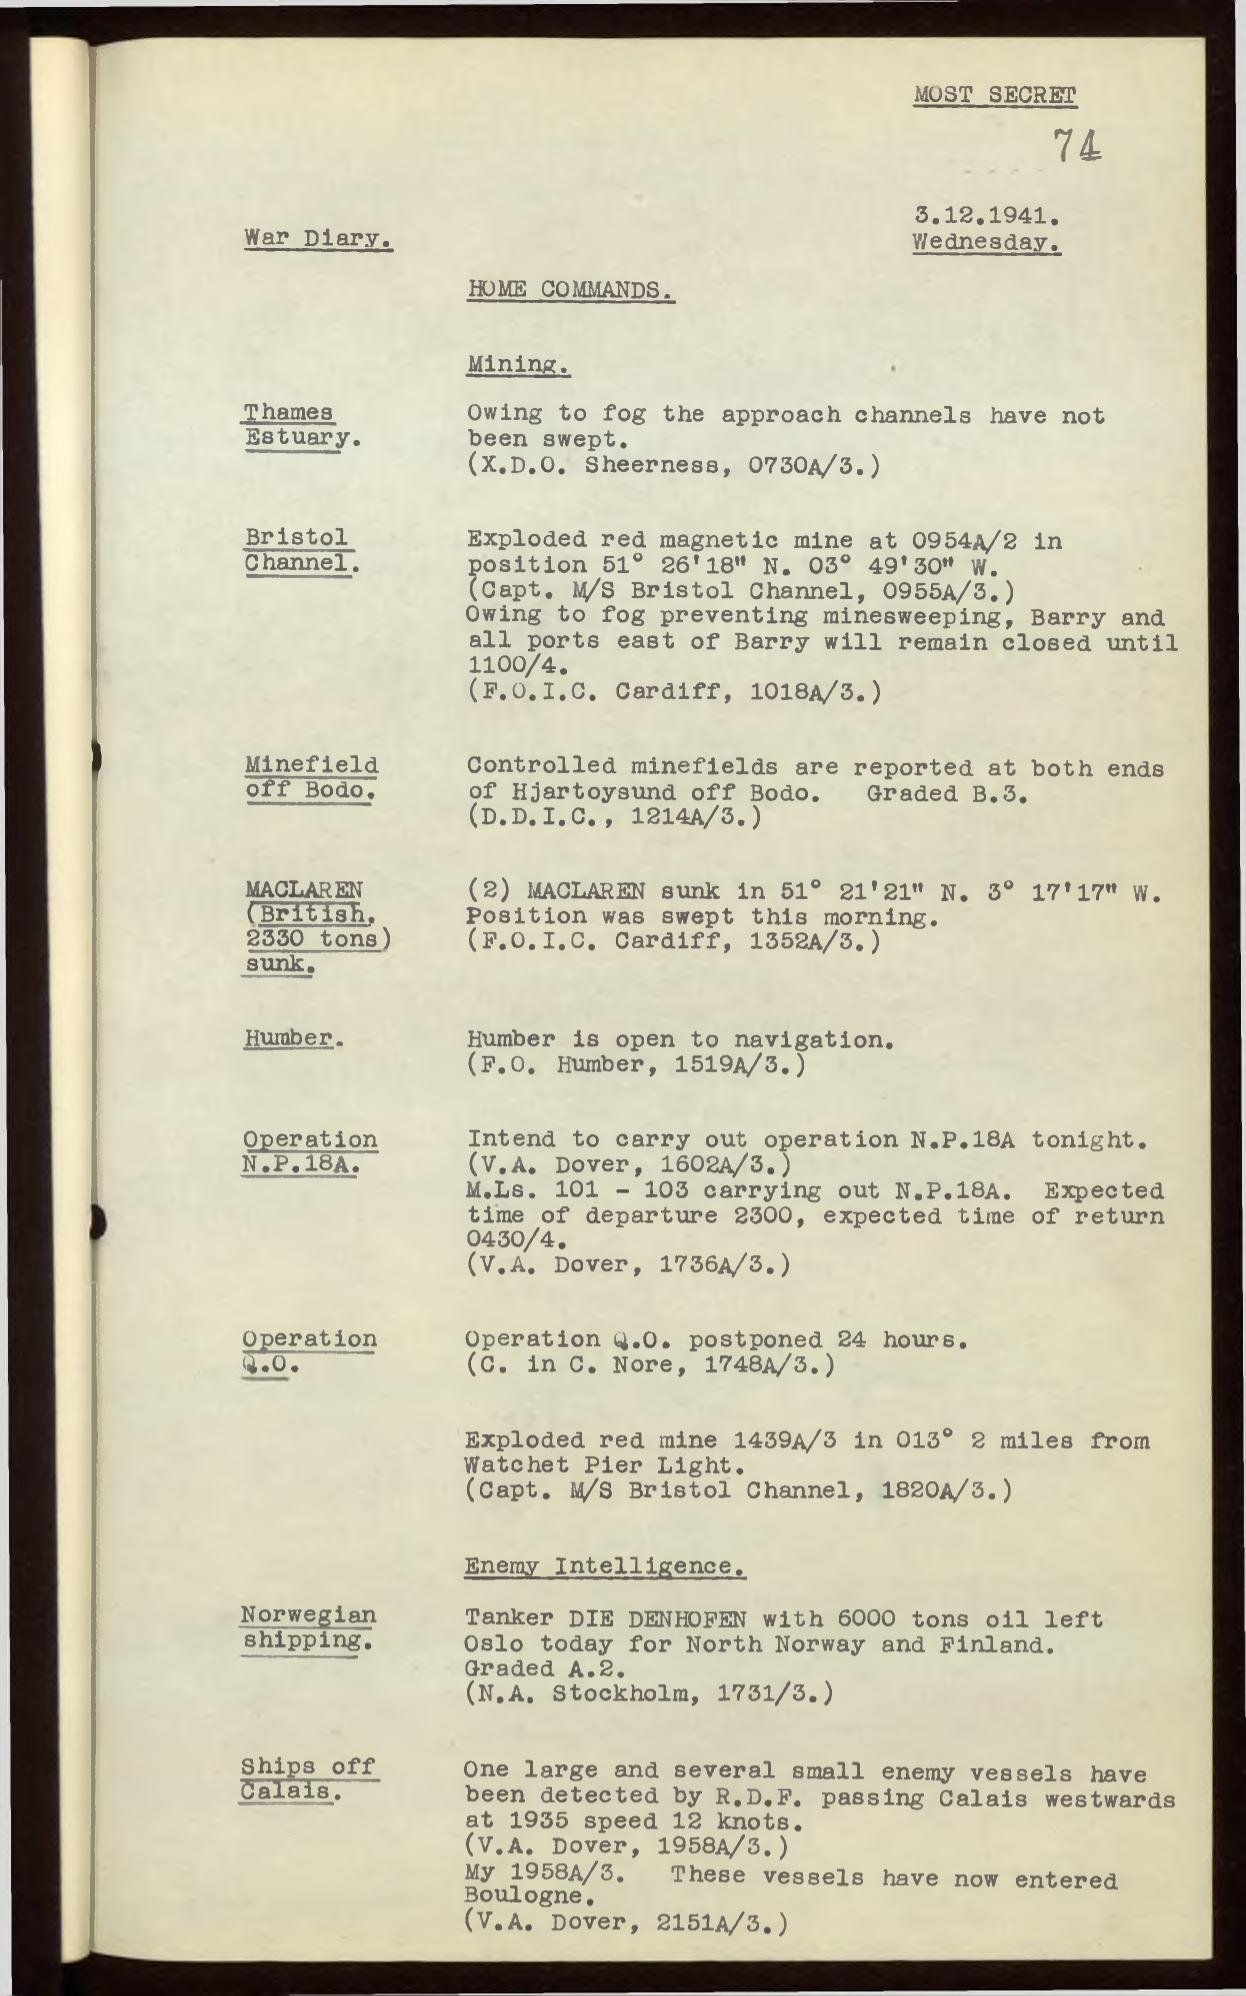 MOST SECRET
74
3.12.1941.
War Diary.
Wednesday.
HOME COMMANDS.
Mining.
Thames
Estuary.
Owing to fog the approach channels have not
been swept.
(X.D.O. Sheerness, 0730A/3.)
Bristol
Channel.
Exploded red magnetic mine at 0954A/2 in
position 51° 26'18" N. 03° 49'30" W.
(Capt. M/S Bristol Channel, 0955A/3.)
Owing to fog preventing minesweeping, Barry and
all ports east of Barry will remain closed until
1100/4.
(F.O.I.C. Cardiff, 1018A/3.)
Minefield
off Bodo.
Controlled minefields are reported at both ends
of Hjartoysund off Bodo. Graded B.3.
(D.D.I.C., 1214A/3.)
MACLAREN
(British,
2330 tons)
sunk.
(2) MACLAREN sunk in 51° 21'21" N. 3° 17'17" W.
Position was swept this morning.
(F.O.I.C. Cardiff, 1352A/3.)
Humber.
Humber is open to navigation.
(F.O. Humber, 1519A/3.)
Operation
N.P.18A.
Intend to carry out operation N.P.18A tonight.
(V.A. Dover, 1602A/3.)
M.Ls. 101 - 103 carrying out N.P.18A. Expected
time of departure 2300, expected time of return
0430/4.
(V.A. Dover, 1736A/3.)
Operation
Q.O.
Operation Q.O. postponed 24 hours.
(C. in C. Nore, 1748A/3.)
Exploded red mine 1439A/3 in 013° 2 miles from
Watchet Pier Light.
(Capt. M/S Bristol Channel, 1820A/3.)
Enemy Intelligence.
Norwegian
shipping.
Tanker DIE DENHOFEN with 6000 tons oil left
Oslo today for North Norway and Finland.
Graded A.2.
(N.A. Stockholm, 1731/3.)
Ships off
Calais.
One large and several small enemy vessels have
been detected by R.D.F. passing Calais westwards
at 1935 speed 12 knots.
(V.A. Dover, 1958A/3.)
My 1958A/3. These vessels have now entered
Boulogne.
(V.A. Dover, 2151A/3.)